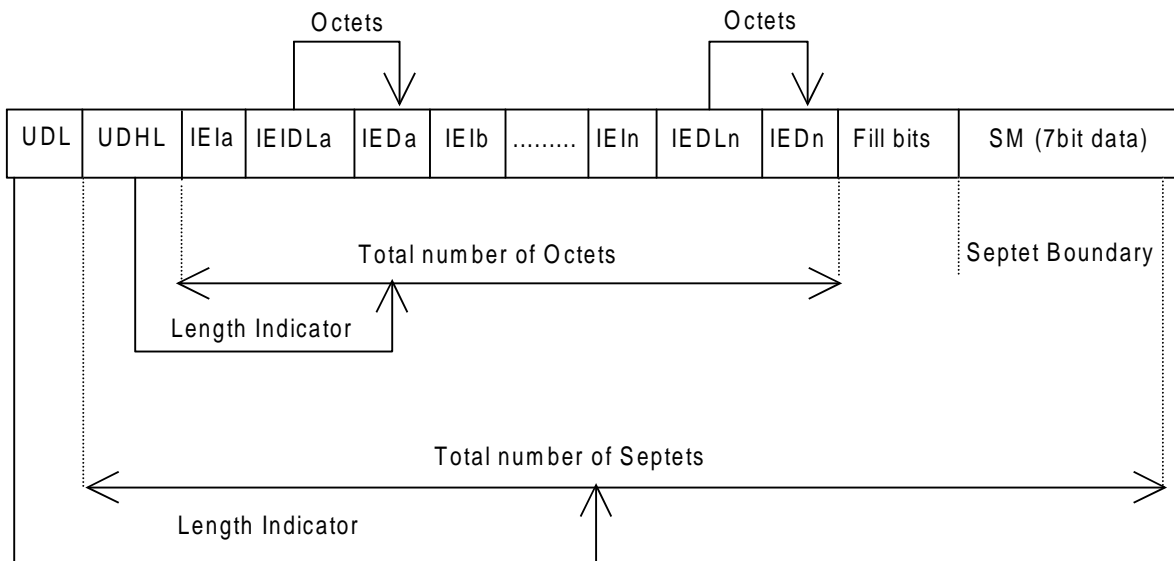 Octets Octets
UDL UDHL IEIa IEIDLa IEDa IEIb ......... IEIn IEDLn IEDn Fill bits SM (7bit data)
Total number of Octets
Septet Boundary
Length Indicator
Total number of Septets
Length Indicator